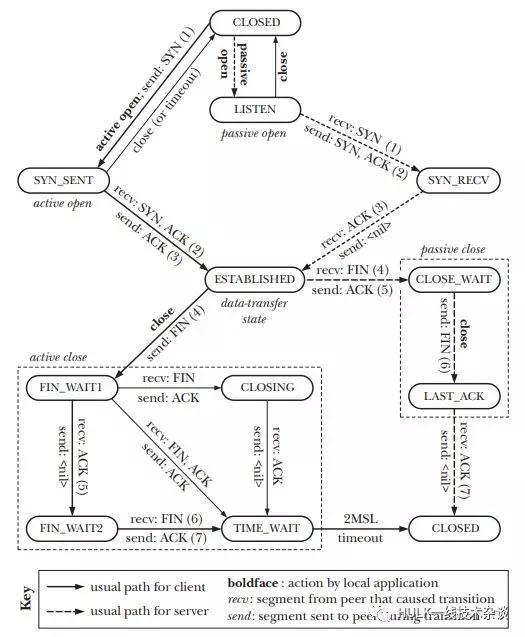 CLOSED
active open; send: SYN (1)
close (or timeout)
passive
open
close
LISTEN
passive open
recv: SYN (1)
send: SYN, ACK (2)
SYN_SENT
active open
SYN_RECV
recv: SYN, ACK (2)
send: ACK (3)
recv: ACK (3)
send: <nil>
ESTABLISHED
data-transfer
state
recv: FIN (4)
send: ACK (5)
passive close
CLOSE_WAIT
close
send: FIN (6)
LAST_ACK
recv: ACK (7)
send: <nil>
close
send: FIN (4)
active close
FIN_WAIT1
recv: FIN
send: ACK
CLOSING
recv: ACK (5)
send: <nil>
recv: FIN, ACK
send: ACK
recv: ACK
send: <nil>
FIN_WAIT2
recv: FIN (6)
send: ACK (7)
TIME_WAIT
2MSL
timeout
CLOSED
Key
usual path for client
usual path for server
boldface : action by local application
recv: segment from peer that caused transition
send: segment sent to peer during transition
HULK一线技术杂谈